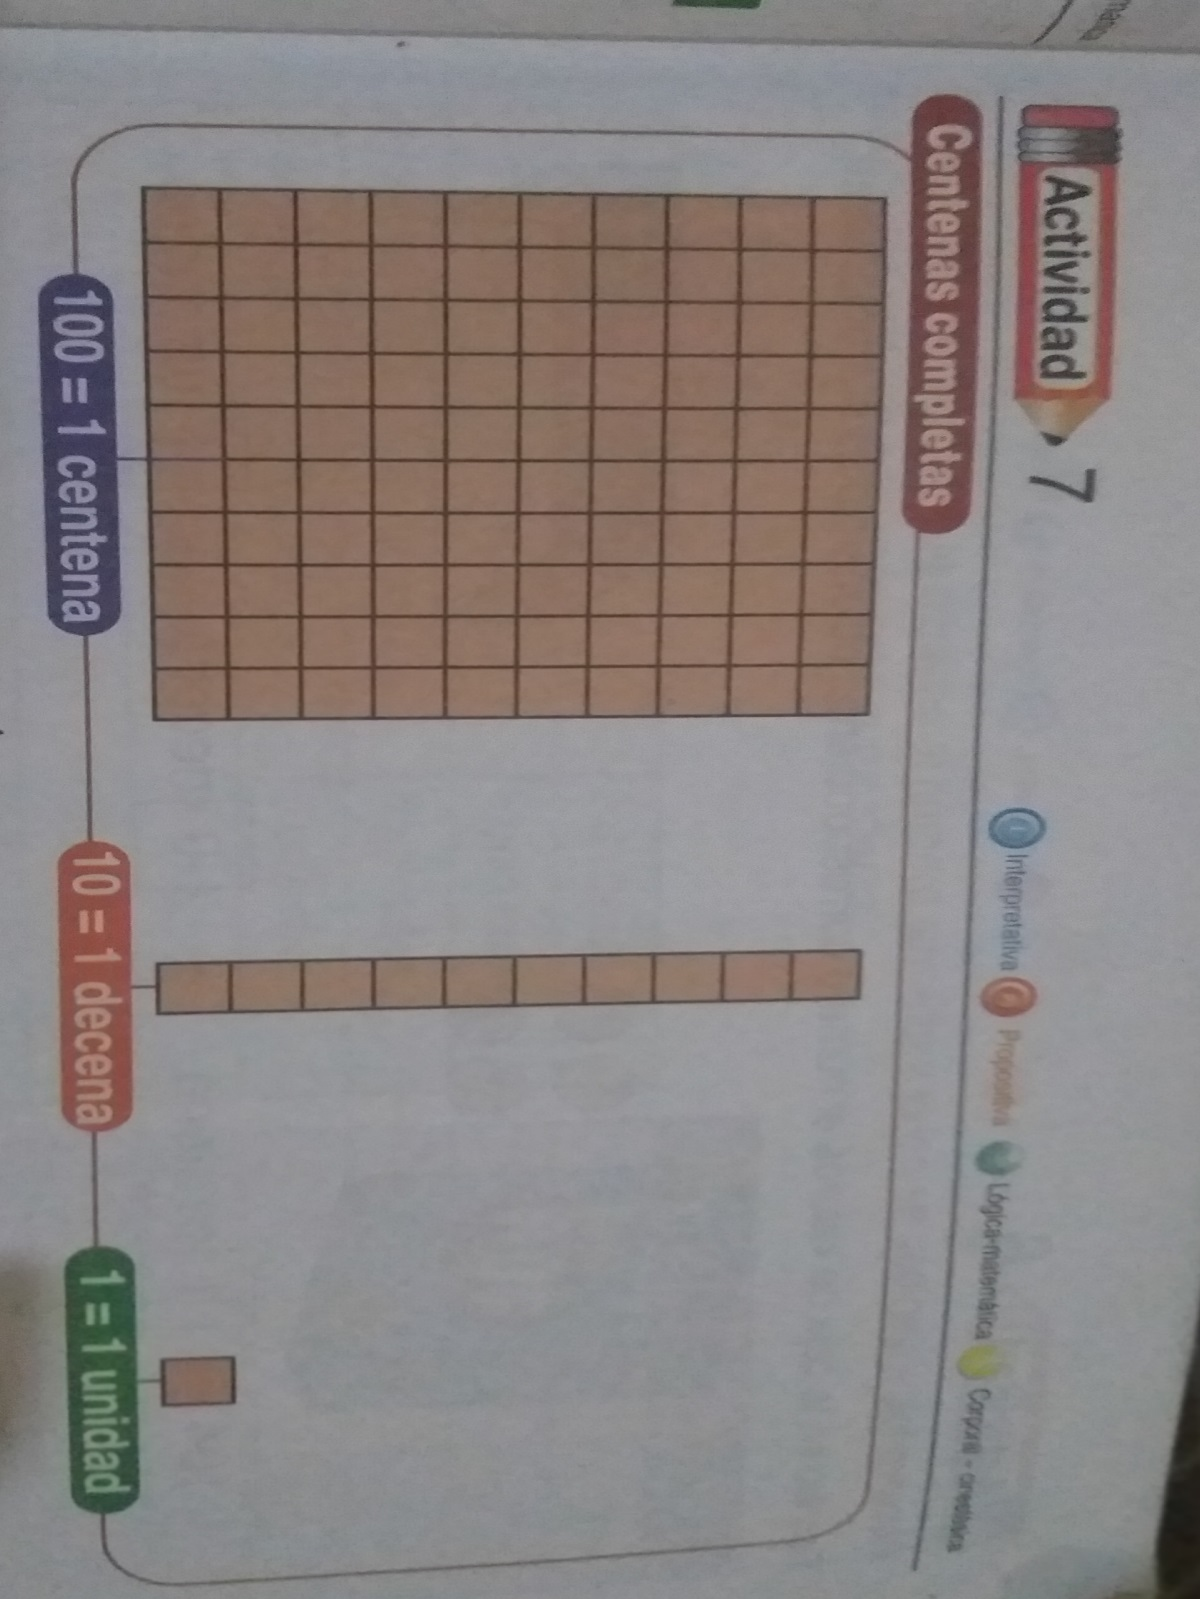 Actividad 7
Interpretativa Propositiva Lógica-matemática Corporal - cinestésica
Centenas completas
100 = 1 centena
10 = 1 decena
1 = 1 unidad